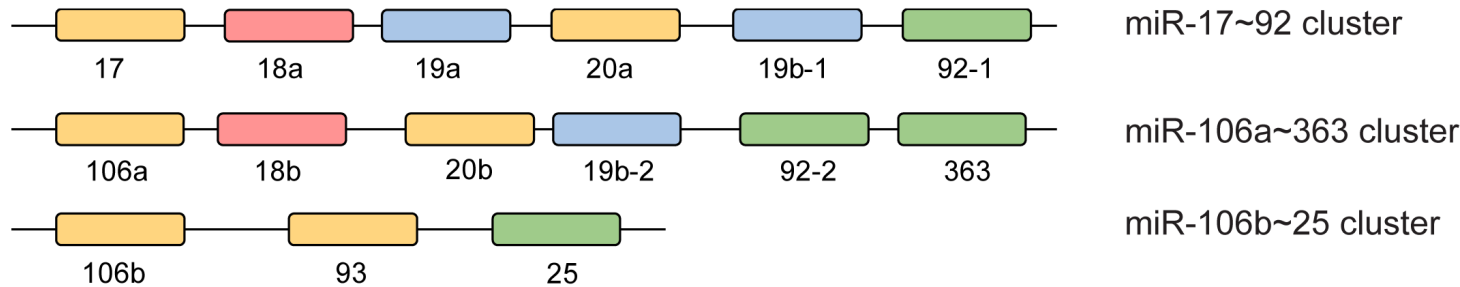 miR-17~92 cluster
17 18a 19a 20a 19b-1 92-1
miR-106a~363 cluster
106a 18b 20b 19b-2 92-2 363
miR-106b~25 cluster
106b 93 25